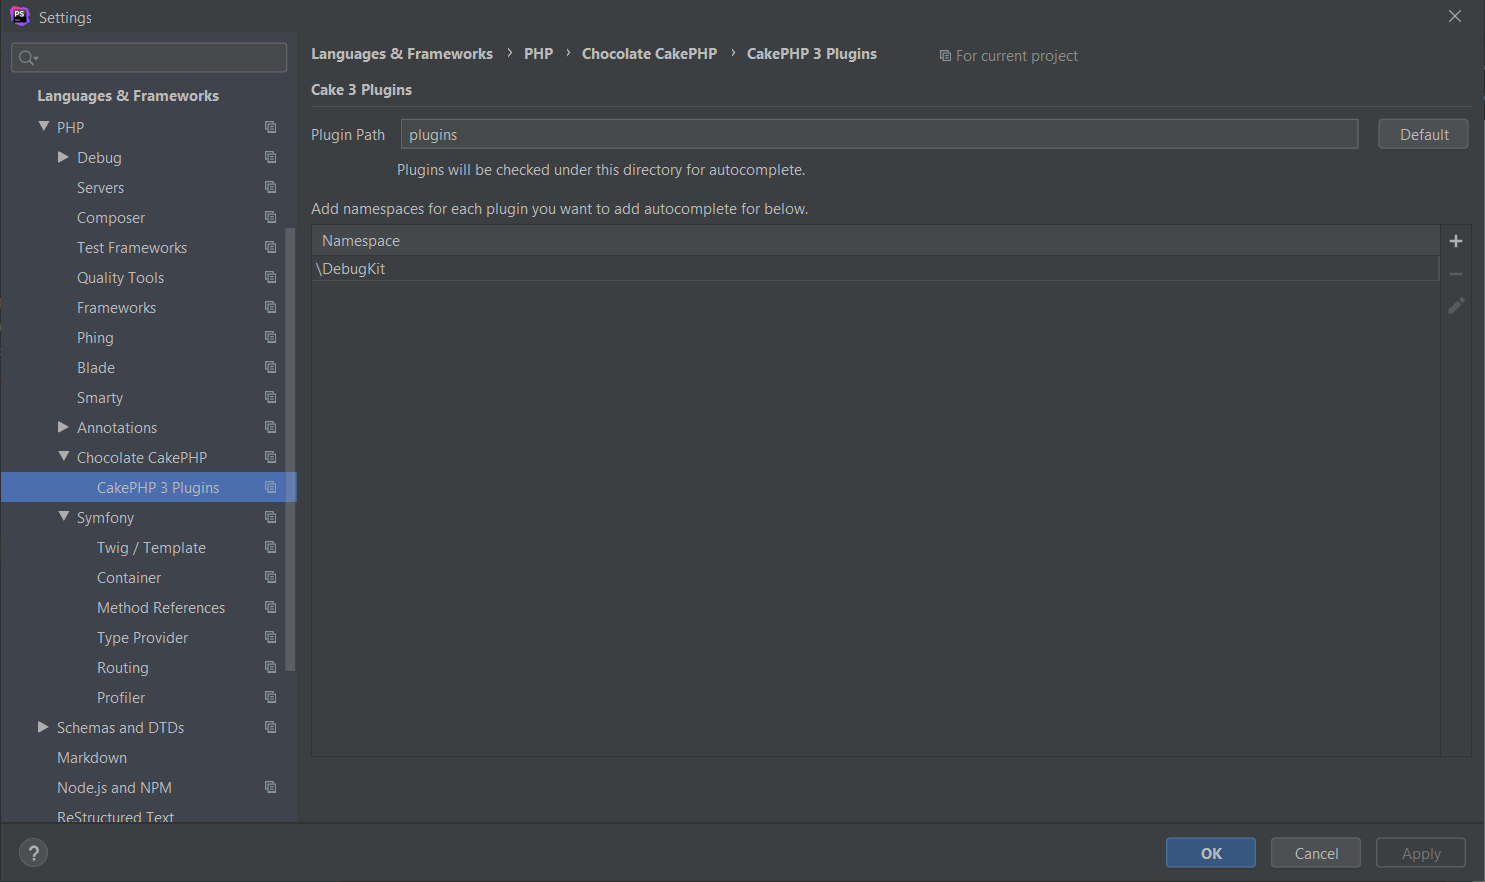 PS
Settings
Languages & Frameworks
PHP
Debug
Servers
Composer
Test Frameworks
Quality Tools
Frameworks
Phing
Blade
Smarty
Annotations
Chocolate CakePHP
CakePHP 3 Plugins
Symfony
Twig / Template
Container
Method References
Type Provider
Routing
Profiler
Schemas and DTDs
Markdown
Node.js and NPM
ReStructured Text
Languages & Frameworks › PHP › Chocolate CakePHP › CakePHP 3 Plugins For current project
Cake 3 Plugins
Plugin Path plugins Default
Plugins will be checked under this directory for autocomplete.
Add namespaces for each plugin you want to add autocomplete for below.
Namespace
\DebugKit
? OK Cancel Apply